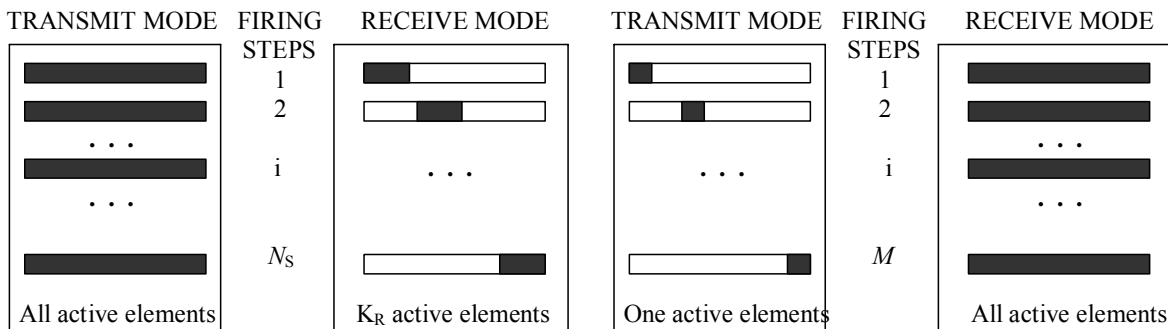 TRANSMIT MODE FIRING STEPS RECEIVE MODE TRANSMIT MODE FIRING STEPS RECEIVE MODE
1 1
2 2
. . . . . .
i . . . . . . i
. . . . . .
N_S M
All active elements K_R active elements One active elements All active elements